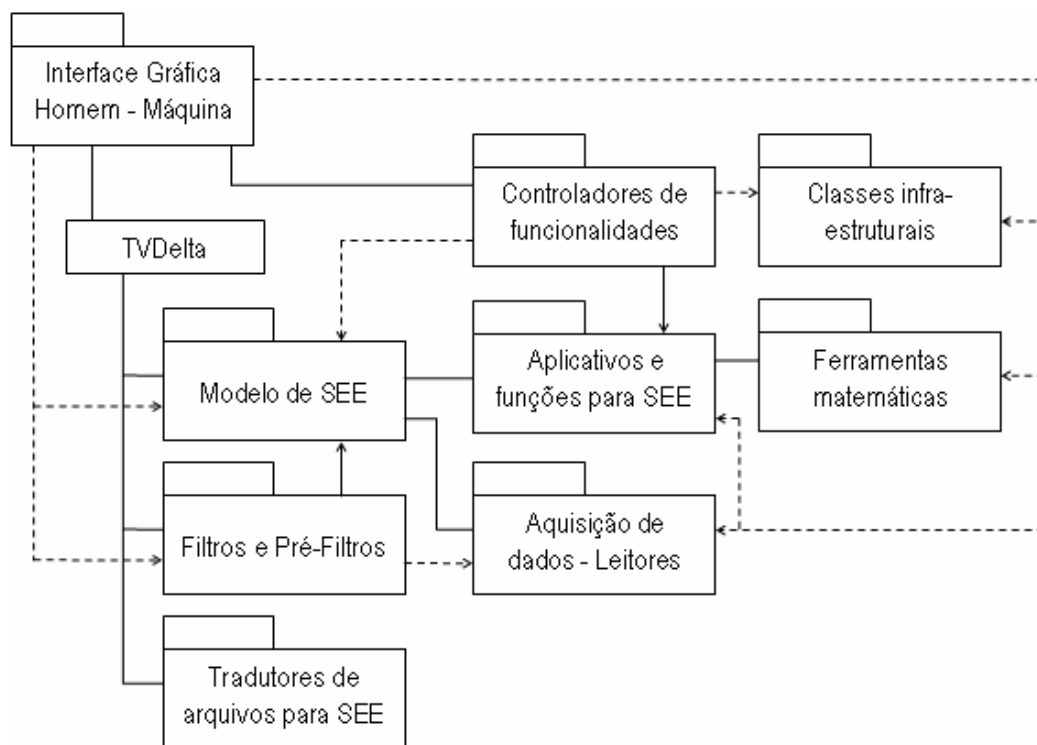 Interface Gráfica
Homem - Máquina
Controladores de
funcionalidades
Classes infra-
estruturais
TVDelta
Modelo de SEE
Aplicativos e
funções para SEE
Ferramentas
matemáticas
Filtros e Pré-Filtros
Aquisição de
dados - Leitores
Tradutores de
arquivos para SEE